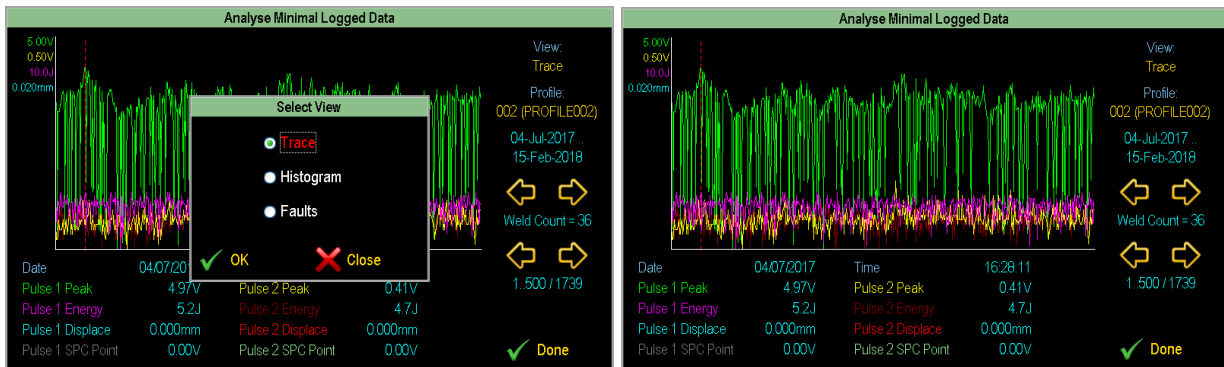 Analyse Minimal Logged Data
5.00V
0.50V
10.0J
0.020mm
View:
Trace
Profile:
002 (PROFILE002)
04-Jul-2017 ..
15-Feb-2018
Weld Count = 36
1..500 / 1739
Select View
Trace
Histogram
Faults
OK Close
Date 04/07/201
Pulse 1 Peak 4.97V Pulse 2 Peak 0.41V
Pulse 1 Energy 5.2J Pulse 2 Energy 4.7J
Pulse 1 Displace 0.000mm Pulse 2 Displace 0.000mm
Pulse 1 SPC Point 0.00V Pulse 2 SPC Point 0.00V
Done
Analyse Minimal Logged Data
5.00V
0.50V
10.0J
0.020mm
View:
Trace
Profile:
002 (PROFILE002)
04-Jul-2017 ..
15-Feb-2018
Weld Count = 36
1..500 / 1739
Date 04/07/2017 Time 16:28:11
Pulse 1 Peak 4.97V Pulse 2 Peak 0.41V
Pulse 1 Energy 5.2J Pulse 2 Energy 4.7J
Pulse 1 Displace 0.000mm Pulse 2 Displace 0.000mm
Pulse 1 SPC Point 0.00V Pulse 2 SPC Point 0.00V
Done